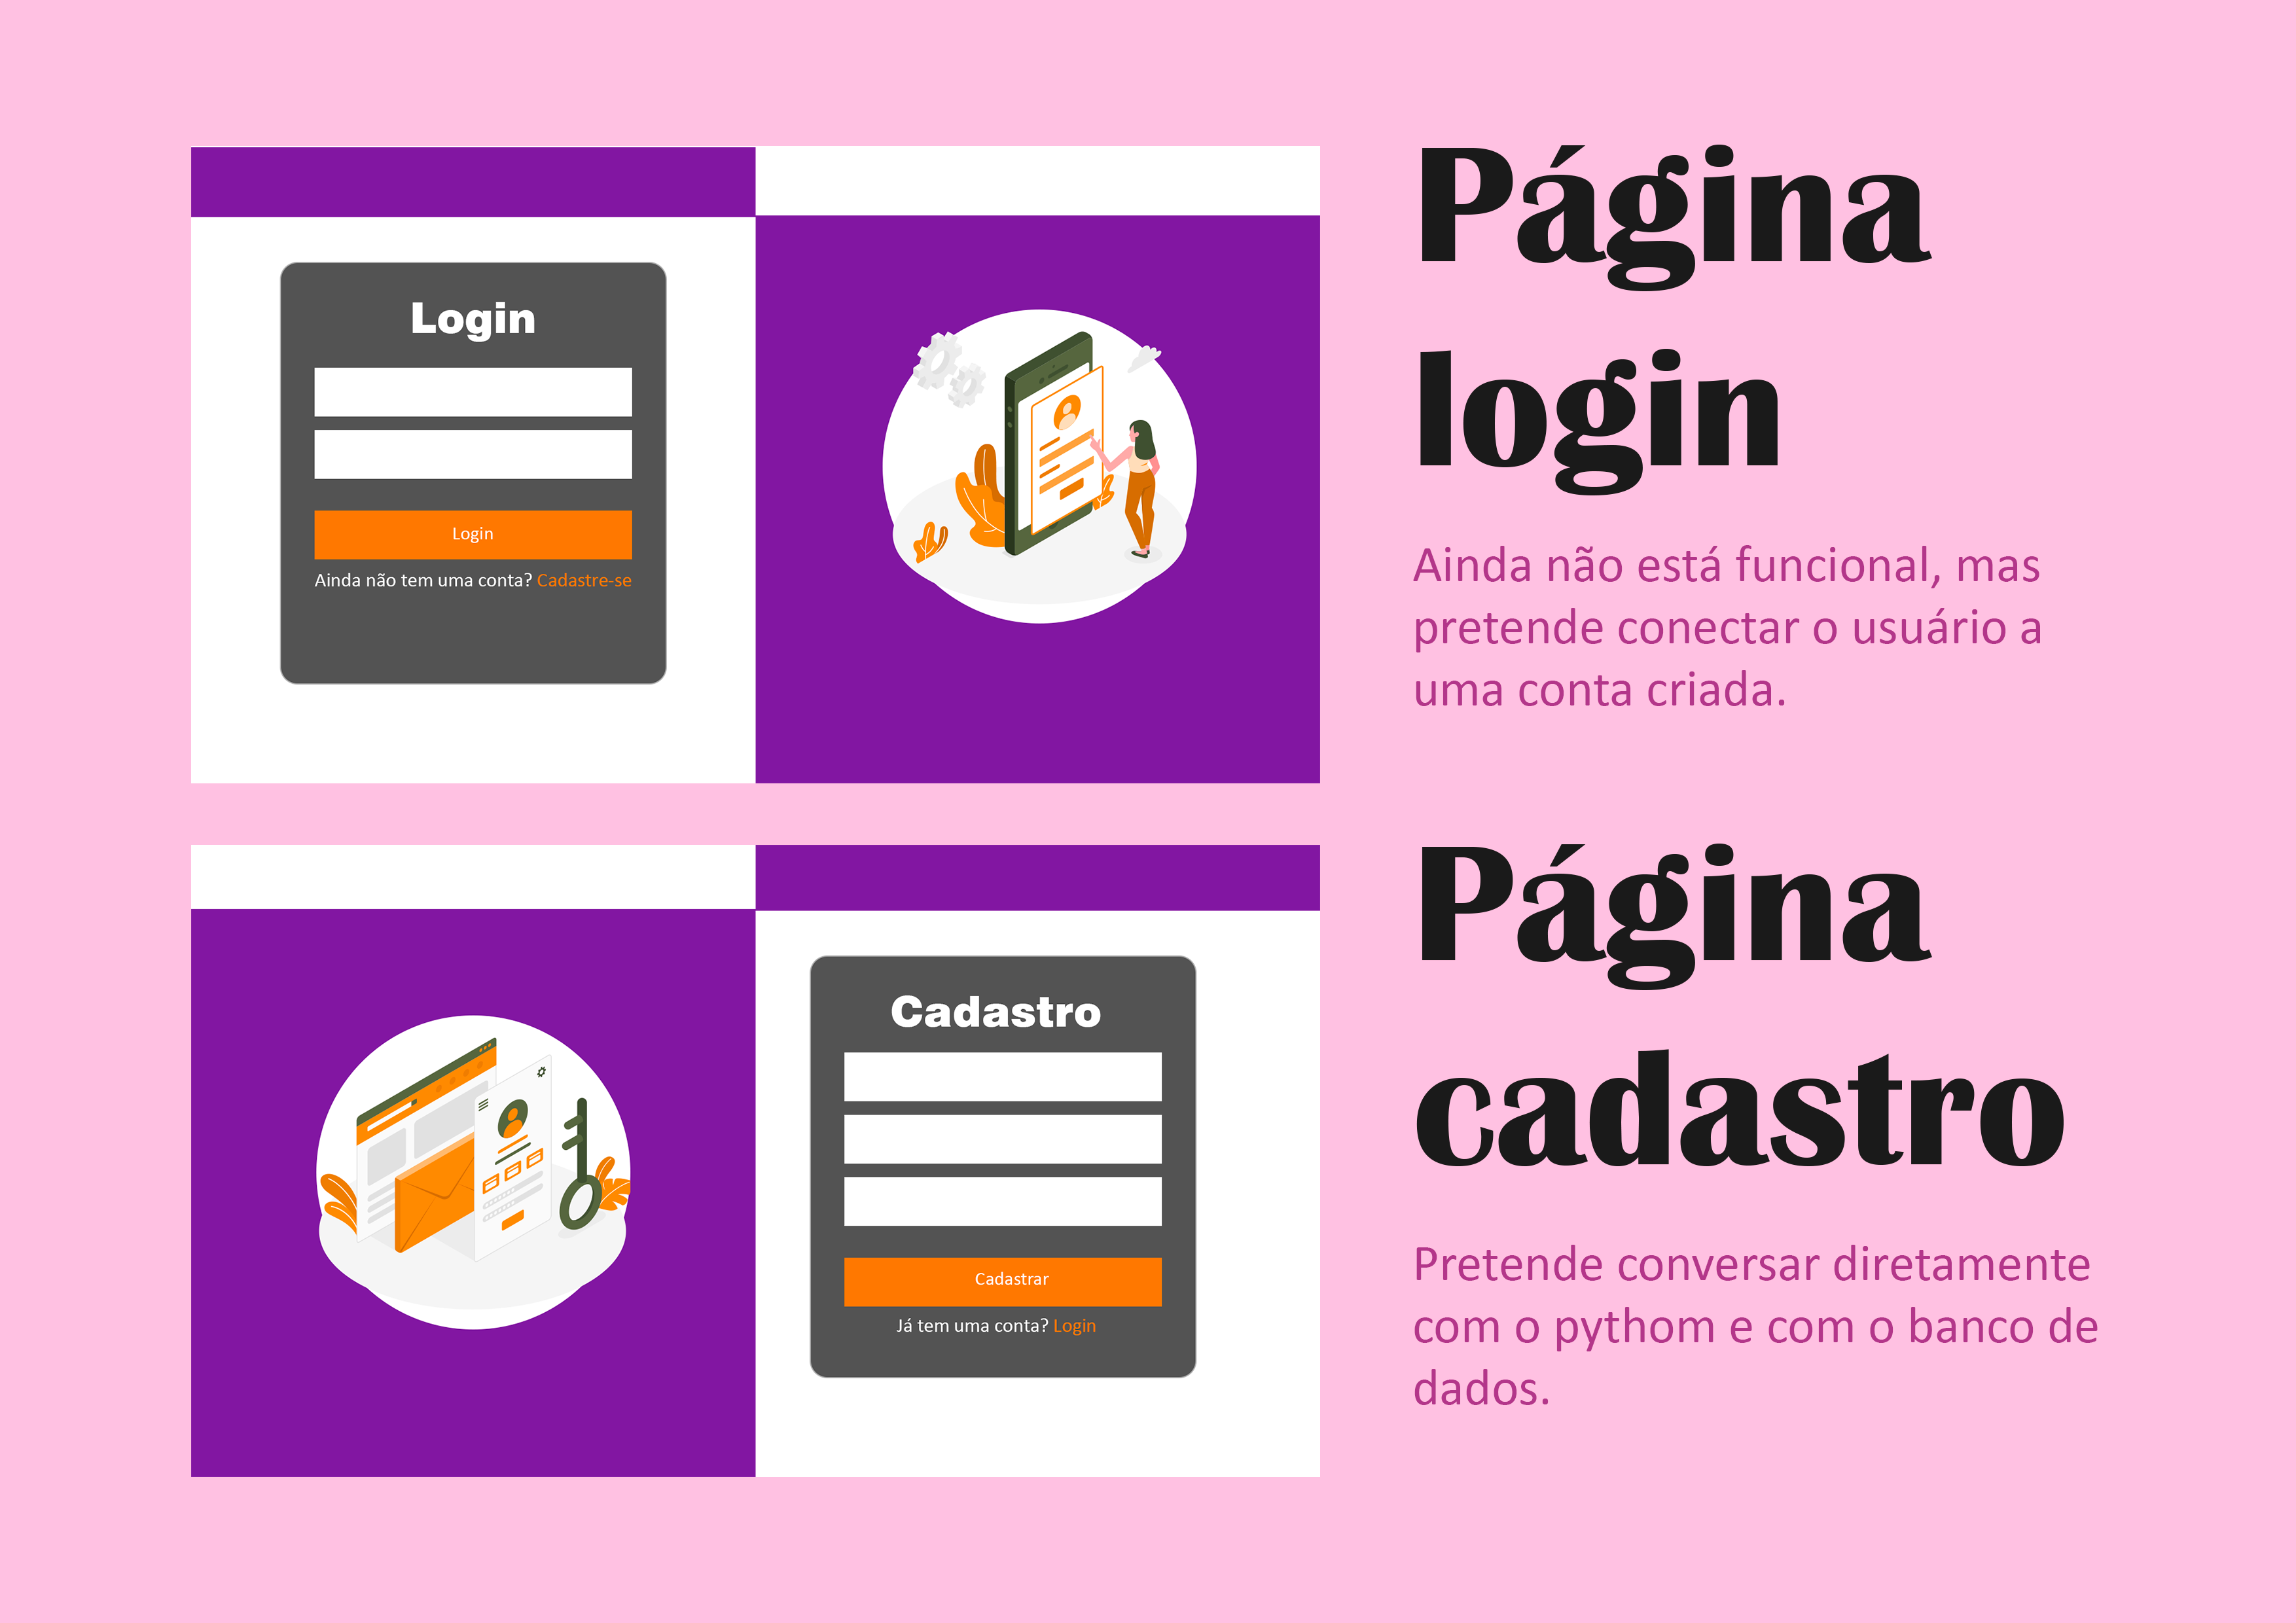 Login
Login
Ainda não tem uma conta? Cadastre-se
Página
login
Ainda não está funcional, mas
pretende conectar o usuário a
uma conta criada.
Cadastro
Cadastrar
Já tem uma conta? Login
Página
cadastro
Pretende conversar diretamente
com o pythom e com o banco de
dados.